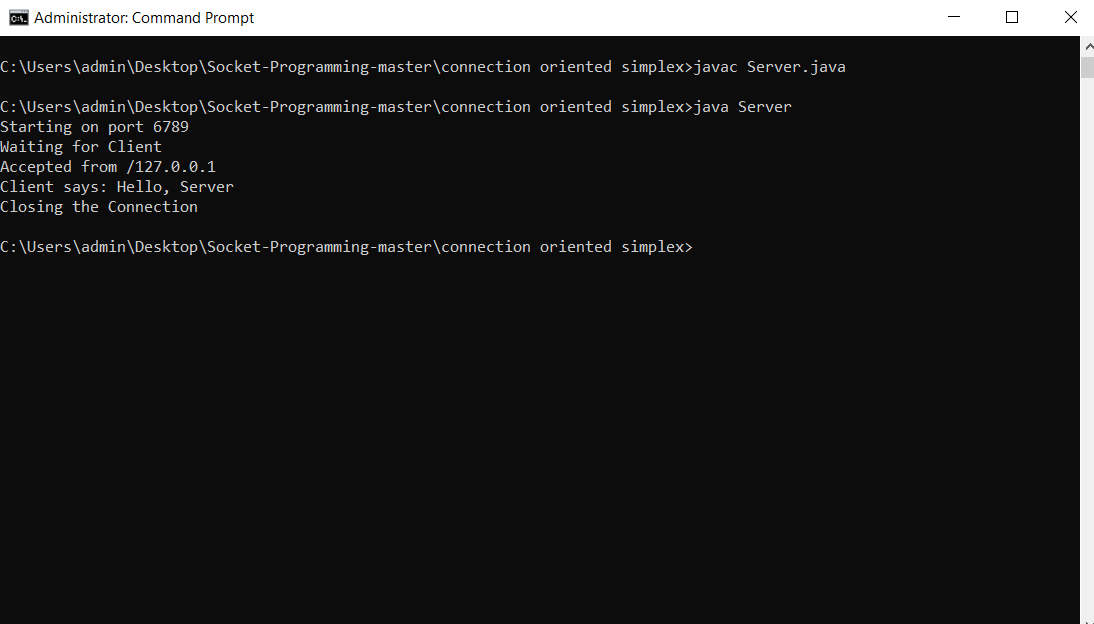 Administrator: Command Prompt
C:\Users\admin\Desktop\Socket-Programming-master\connection oriented simplex>javac Server.java
C:\Users\admin\Desktop\Socket-Programming-master\connection oriented simplex>java Server
Starting on port 6789
Waiting for Client
Accepted from /127.0.0.1
Client says: Hello, Server
Closing the Connection
C:\Users\admin\Desktop\Socket-Programming-master\connection oriented simplex>